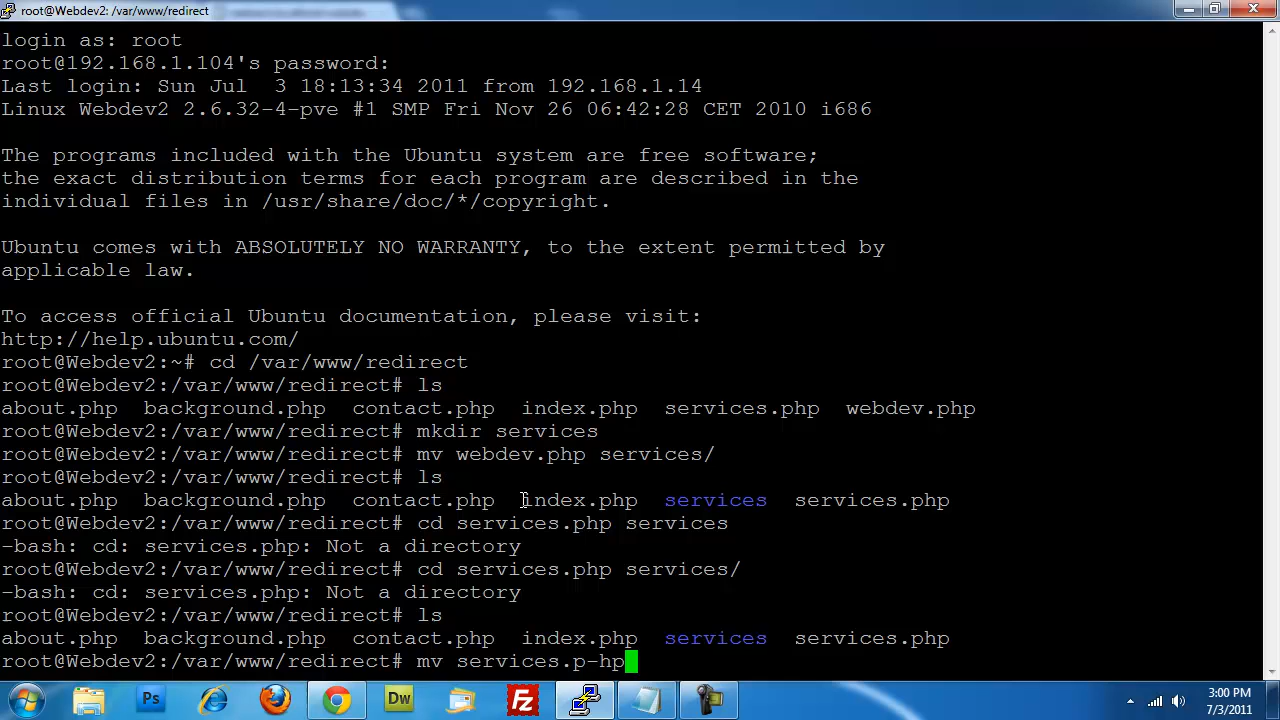 root@Webdev2: /var/www/redirect
login as: root
root@192.168.1.104's password:
Last login: Sun Jul  3 18:13:34 2011 from 192.168.1.14
Linux Webdev2 2.6.32-4-pve #1 SMP Fri Nov 26 06:42:28 CET 2010 i686
The programs included with the Ubuntu system are free software;
the exact distribution terms for each program are described in the
individual files in /usr/share/doc/*/copyright.
Ubuntu comes with ABSOLUTELY NO WARRANTY, to the extent permitted by
applicable law.
To access official Ubuntu documentation, please visit:
http://help.ubuntu.com/
root@Webdev2:~# cd /var/www/redirect
root@Webdev2:/var/www/redirect# ls
about.php  background.php  contact.php  index.php  services.php  webdev.php
root@Webdev2:/var/www/redirect# mkdir services
root@Webdev2:/var/www/redirect# mv webdev.php services/
root@Webdev2:/var/www/redirect# ls
about.php  background.php  contact.php  index.php  services  services.php
root@Webdev2:/var/www/redirect# cd services.php services
-bash: cd: services.php: Not a directory
root@Webdev2:/var/www/redirect# cd services.php services/
-bash: cd: services.php: Not a directory
root@Webdev2:/var/www/redirect# ls
about.php  background.php  contact.php  index.php  services  services.php
root@Webdev2:/var/www/redirect# mv services.p-hp
Ps
Dw
Fz
3:00 PM
7/3/2011